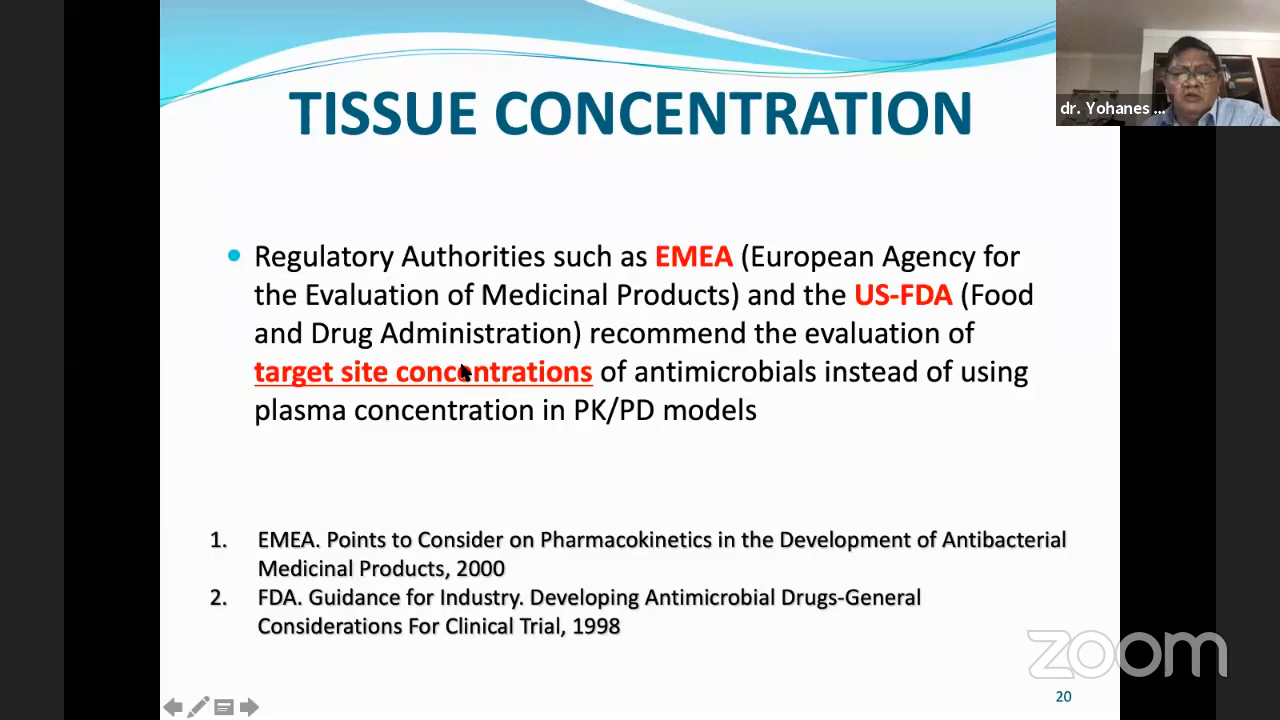 TISSUE CONCENTRATION
dr. Yohanes ...
• Regulatory Authorities such as EMEA (European Agency for
the Evaluation of Medicinal Products) and the US-FDA (Food
and Drug Administration) recommend the evaluation of
target site concentrations of antimicrobials instead of using
plasma concentration in PK/PD models
1. EMEA. Points to Consider on Pharmacokinetics in the Development of Antibacterial
Medicinal Products, 2000
2. FDA. Guidance for Industry. Developing Antimicrobial Drugs-General
Considerations For Clinical Trial, 1998
zoom
20